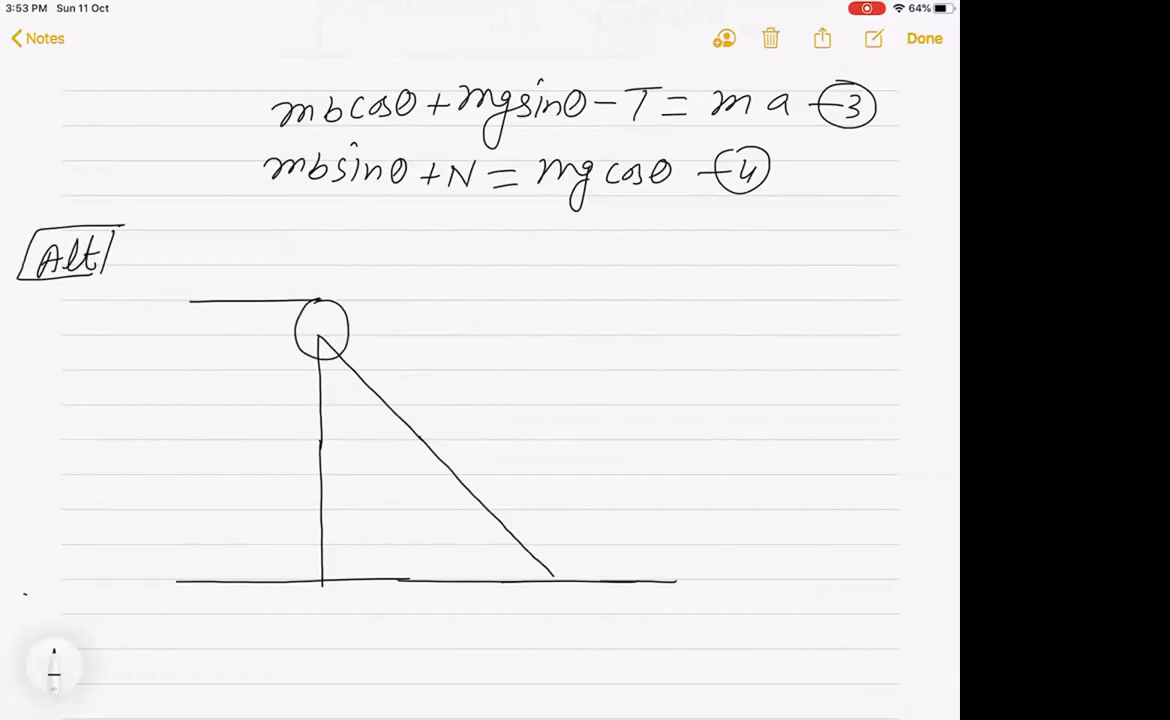 3:53 PM Sun 11 Oct
64%
Notes
Done
mbcosθ + mgsinθ - T = ma -③
mbsinθ + N = mgcosθ -④
Alt